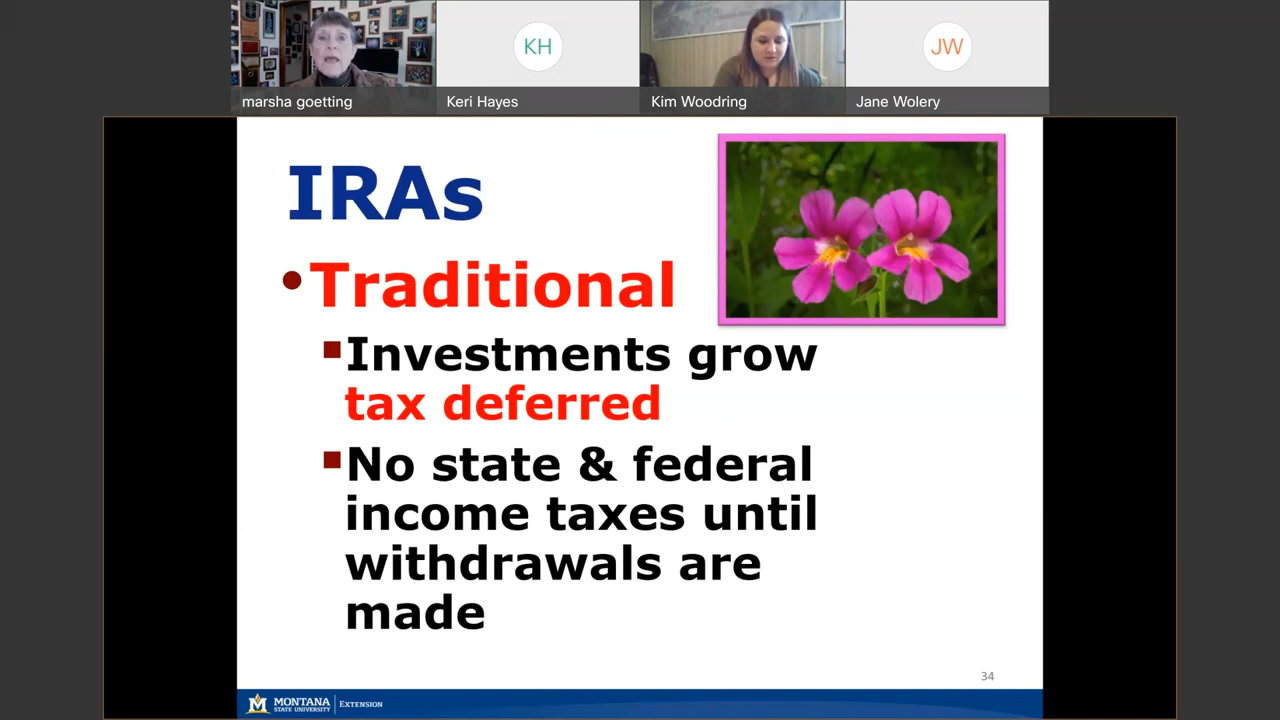 marsha goetting
KH
Keri Hayes
Kim Woodring
JW
Jane Wolery
IRAs
•Traditional
▪Investments grow
tax deferred
▪No state & federal
income taxes until
withdrawals are
made
34
MONTANA
STATE UNIVERSITY
EXTENSION